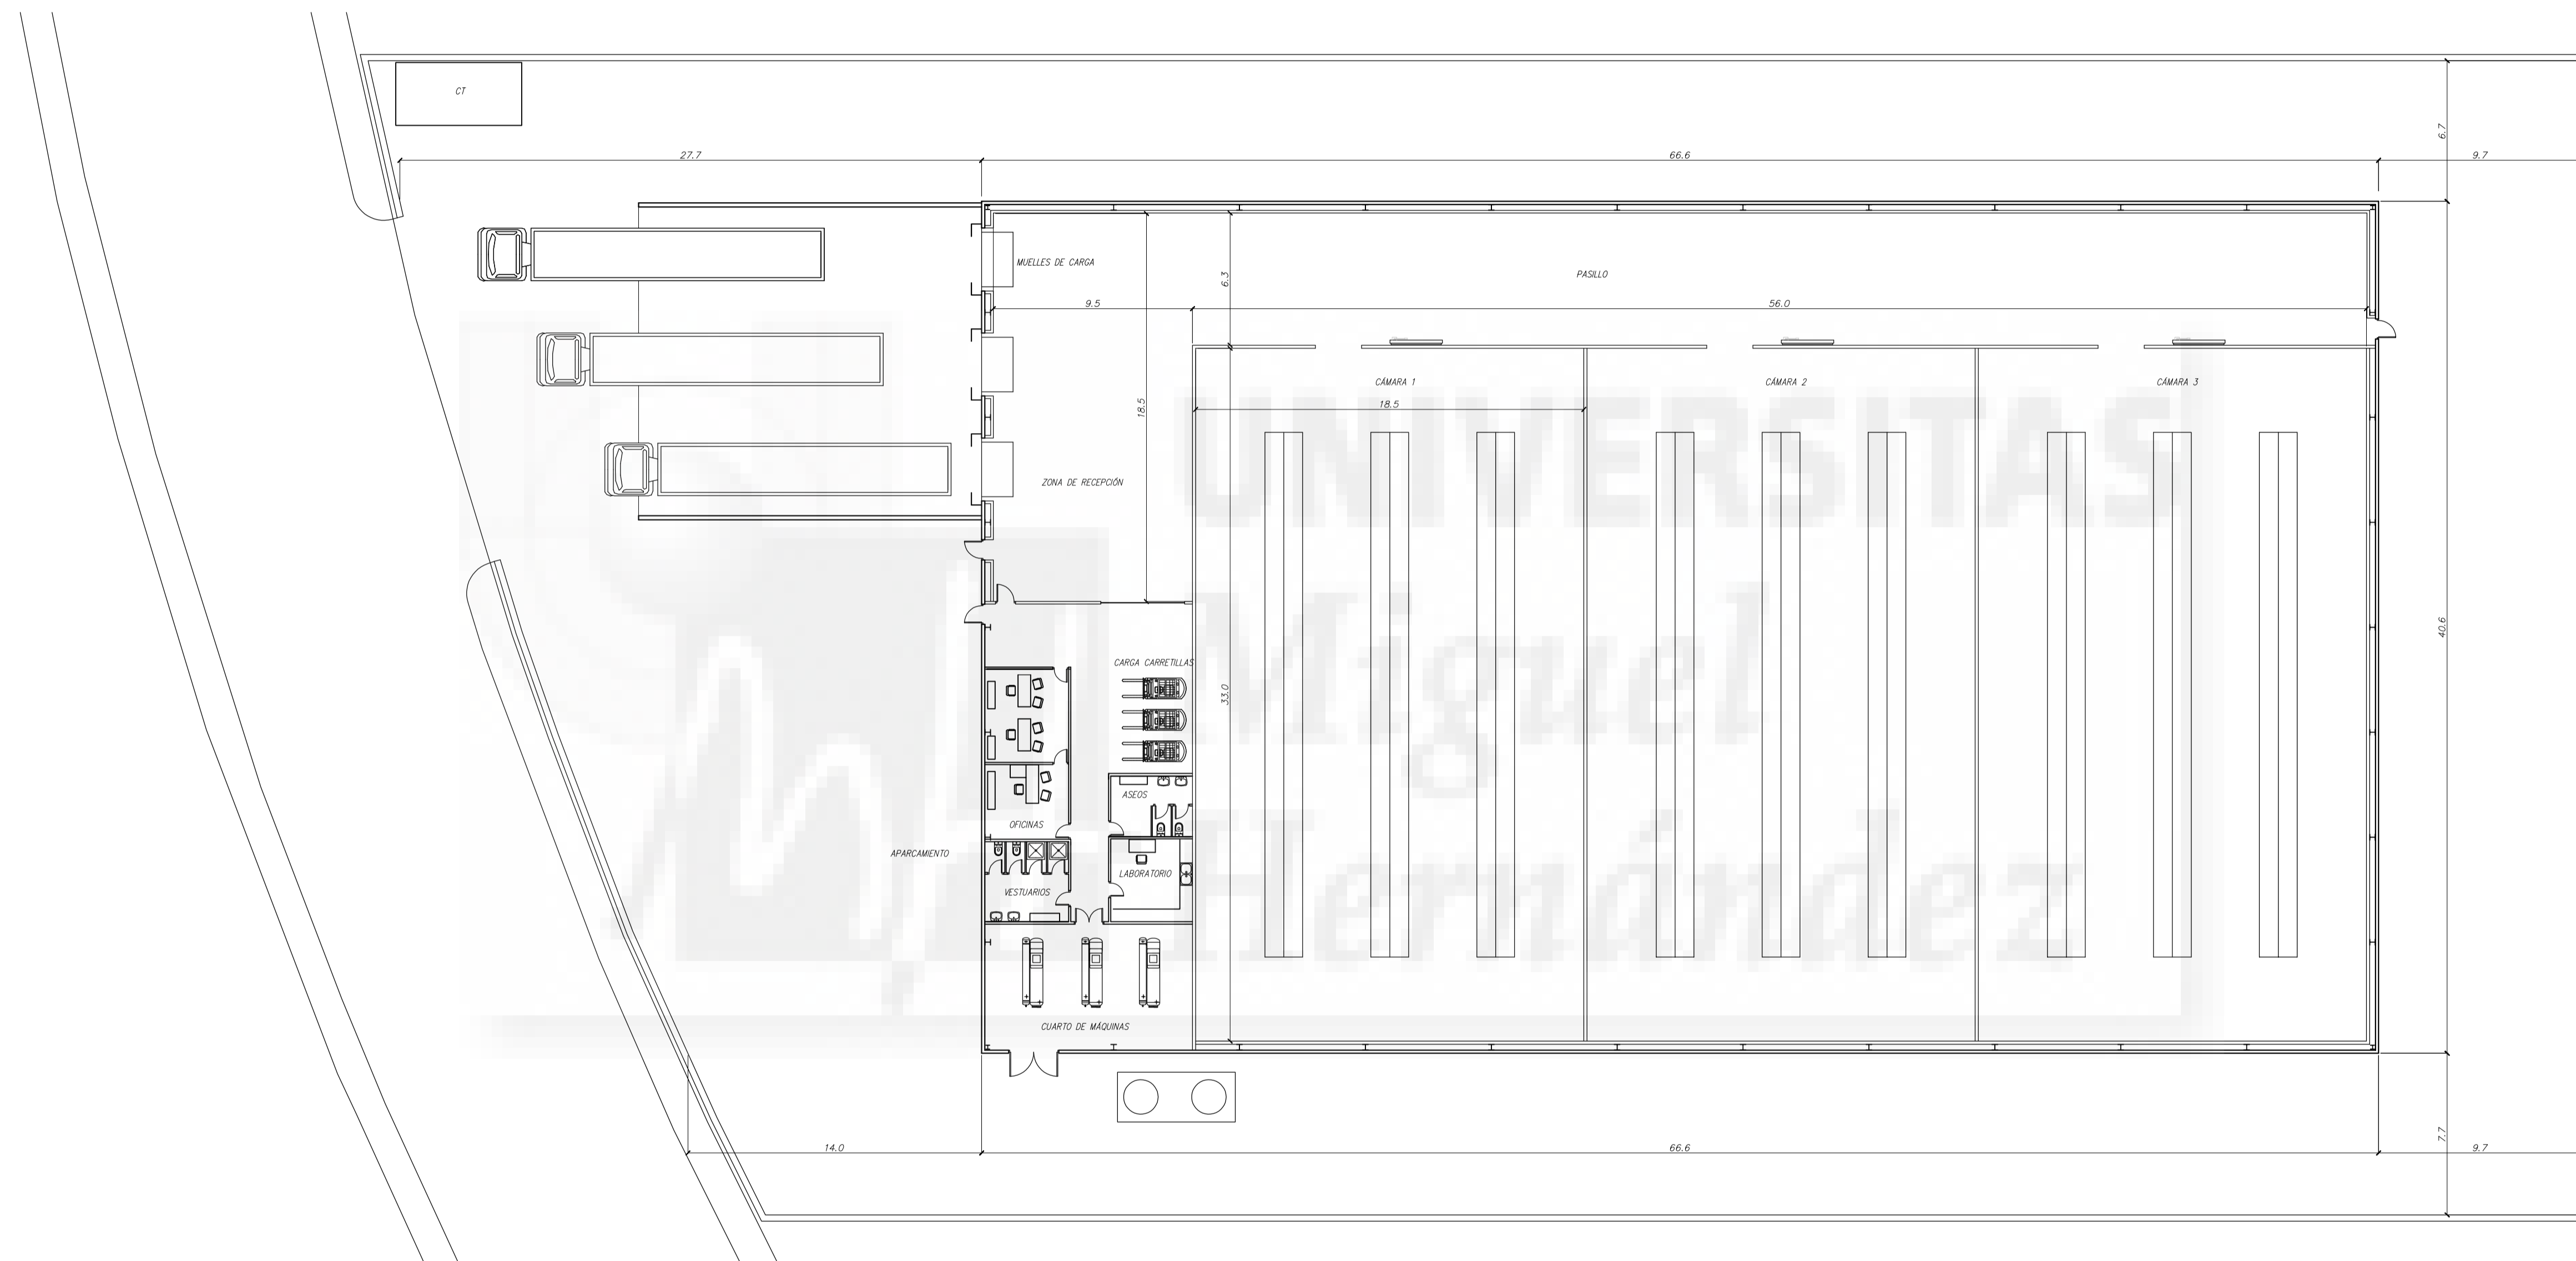 CT
6.7
27.7
66.6
9.7
MUELLES DE CARGA
PASILLO
6.3
9.5
56.0
CÁMARA 1
CÁMARA 2
CÁMARA 3
18.5
18.5
UNIVERSITAS
ZONA DE RECEPCIÓN
Miguel
40.6
CARGA CARRETILLAS
33.0
ASEOS
OFICINAS
APARCAMIENTO
LABORATORIO
Hernández
VESTUARIOS
CUARTO DE MÁQUINAS
14.0
66.6
7.7
9.7